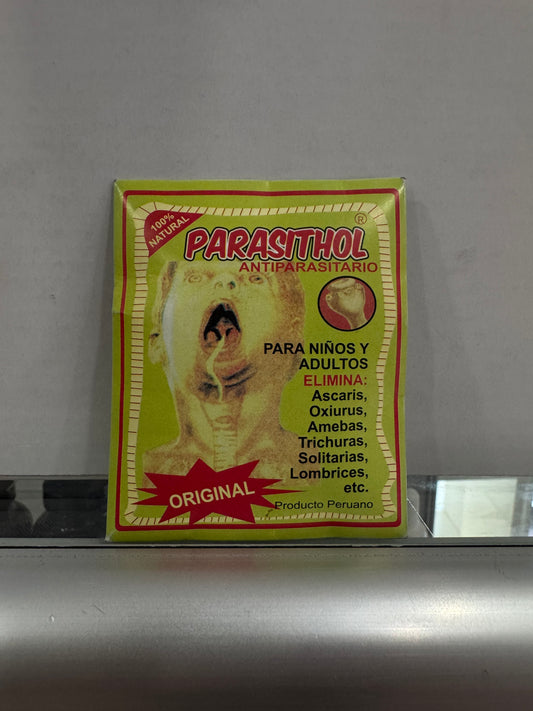 100%
NATURAL
PARASITHOL
®
ANTIPARASITARIO
PARA NIÑOS Y
ADULTOS
ELIMINA:
Ascaris,
Oxiurus,
Amebas,
Trichuras,
Solitarias,
Lombrices,
etc.
ORIGINAL
Producto Peruano